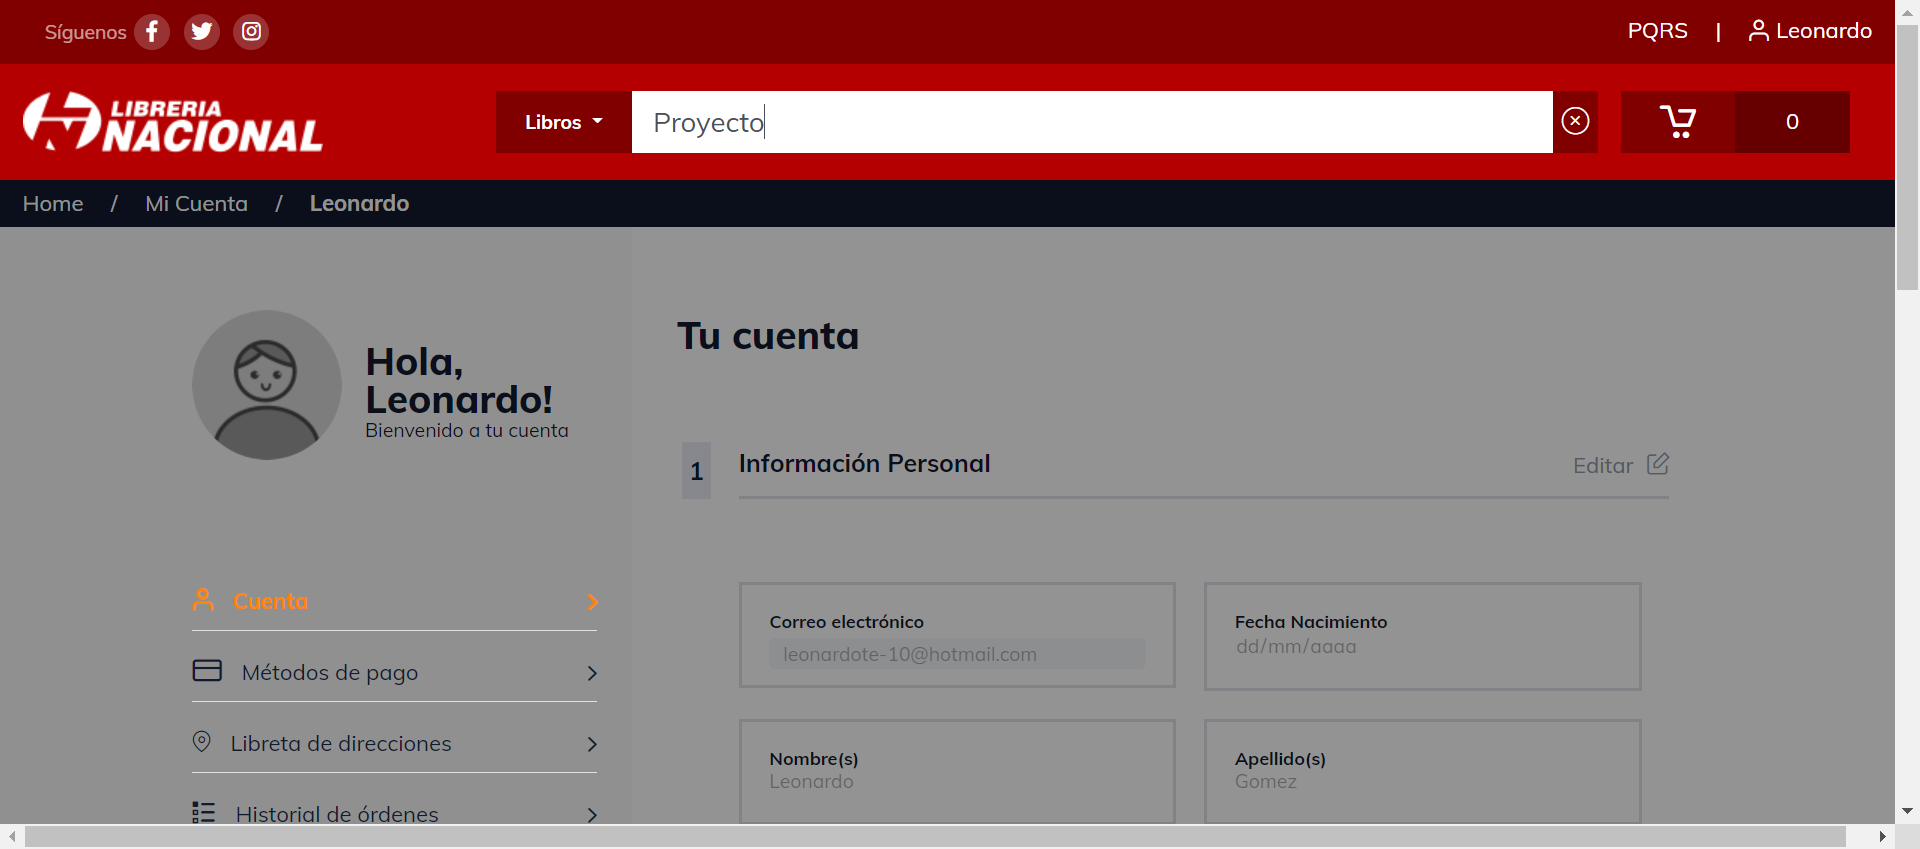 Síguenos
PQRS | Leonardo
LIBRERIA
NACIONAL
Libros
Proyecto
0
Home / Mi Cuenta / Leonardo
Hola,
Leonardo!
Bienvenido a tu cuenta
Cuenta
Métodos de pago
Libreta de direcciones
Historial de órdenes
Tu cuenta
1
Información Personal
Editar
Correo electrónico
leonardote-10@hotmail.com
Fecha Nacimiento
dd/mm/aaaa
Nombre(s)
Leonardo
Apellido(s)
Gomez